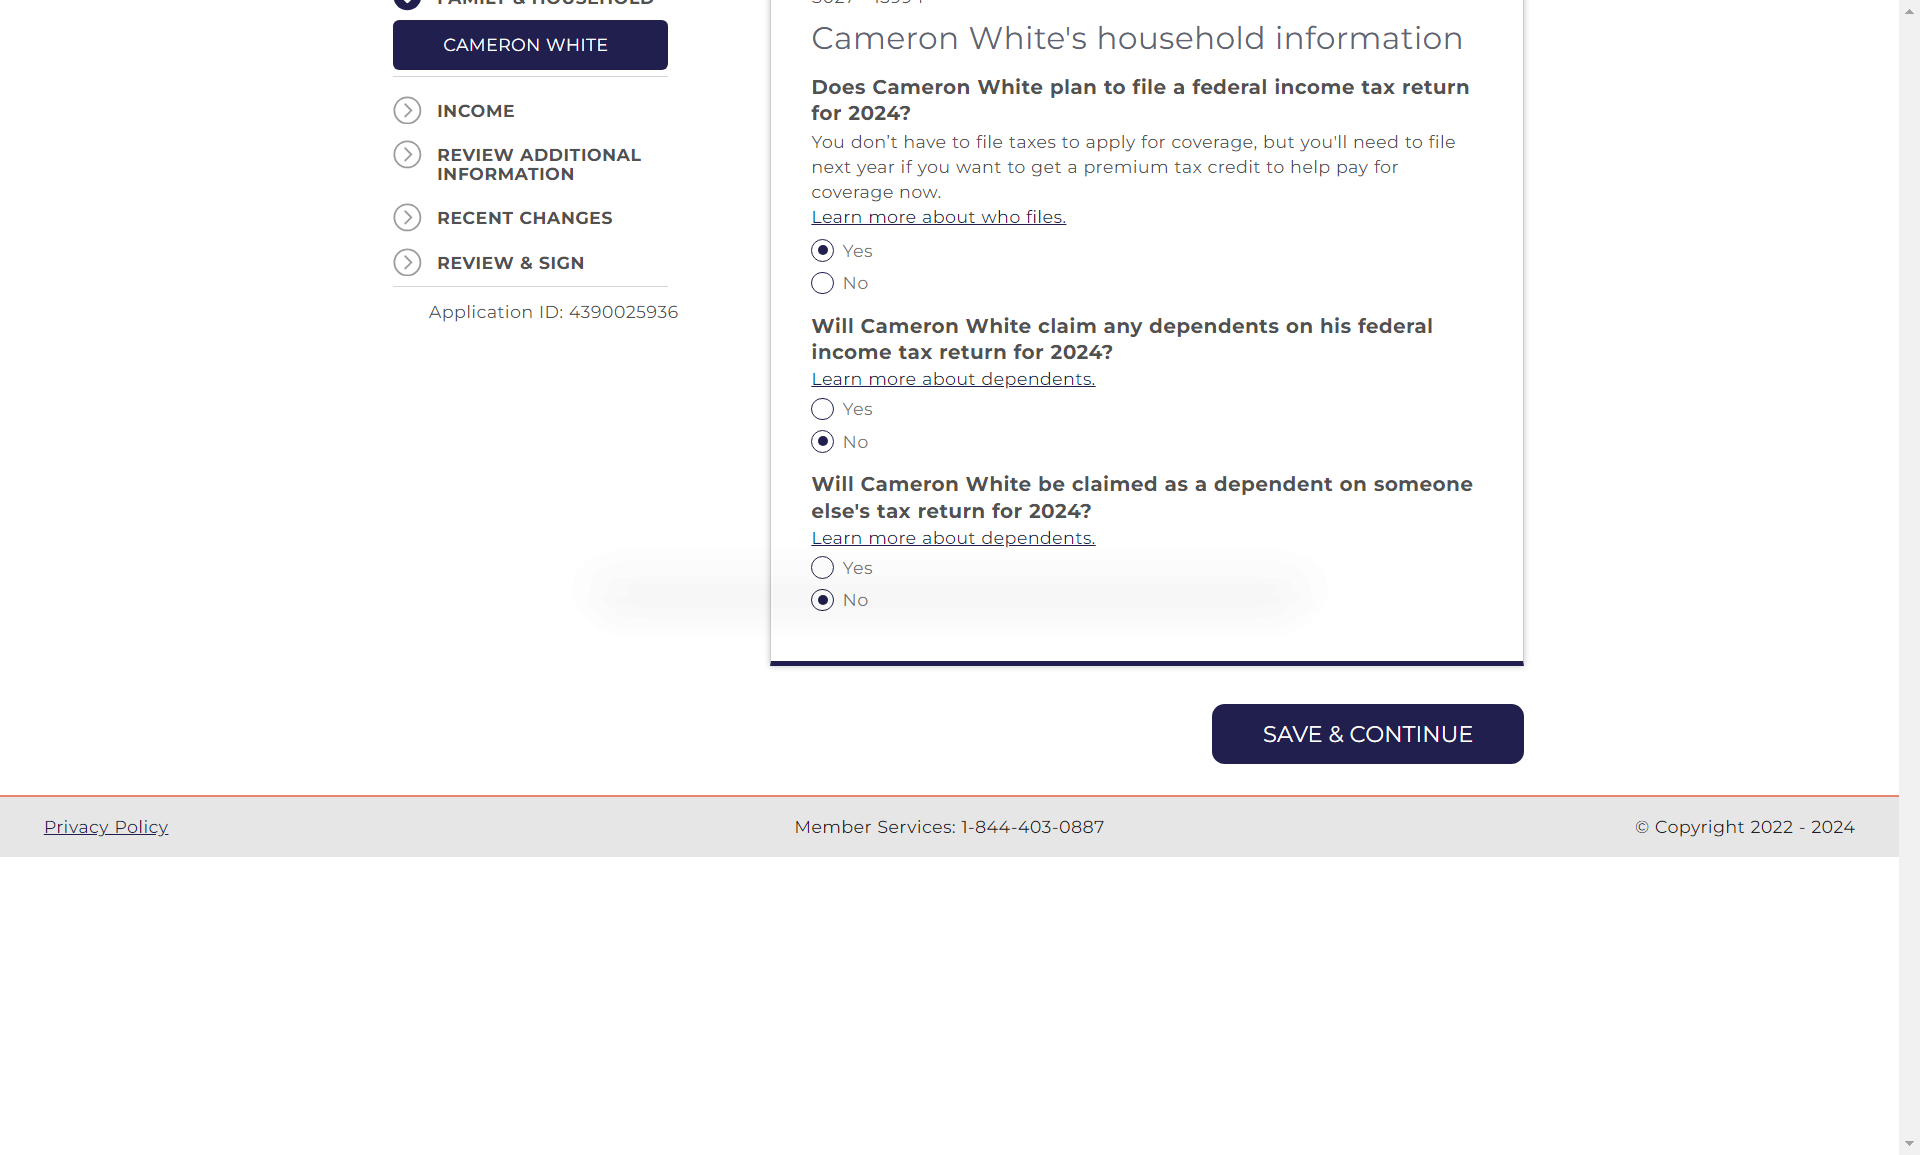 FAMILY & HOUSEHOLD
CAMERON WHITE
INCOME
REVIEW ADDITIONAL
INFORMATION
RECENT CHANGES
REVIEW & SIGN
Application ID: 4390025936
Cameron White's household information
Does Cameron White plan to file a federal income tax return
for 2024?
You don’t have to file taxes to apply for coverage, but you'll need to file
next year if you want to get a premium tax credit to help pay for
coverage now.
Learn more about who files.
Yes
No
Will Cameron White claim any dependents on his federal
income tax return for 2024?
Learn more about dependents.
Yes
No
Will Cameron White be claimed as a dependent on someone
else's tax return for 2024?
Learn more about dependents.
Yes
No
SAVE & CONTINUE
Privacy Policy
Member Services: 1-844-403-0887
© Copyright 2022 - 2024